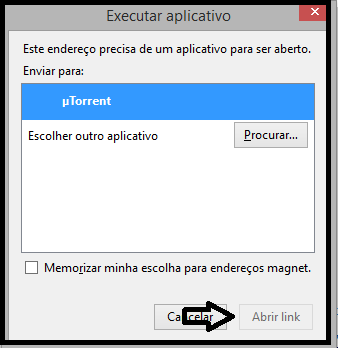 Executar aplicativo
Este endereço precisa de um aplicativo para ser aberto.
Enviar para:
µTorrent
Escolher outro aplicativo
Procurar...
Memorizar minha escolha para endereços magnet.
Cancelar
Abrir link